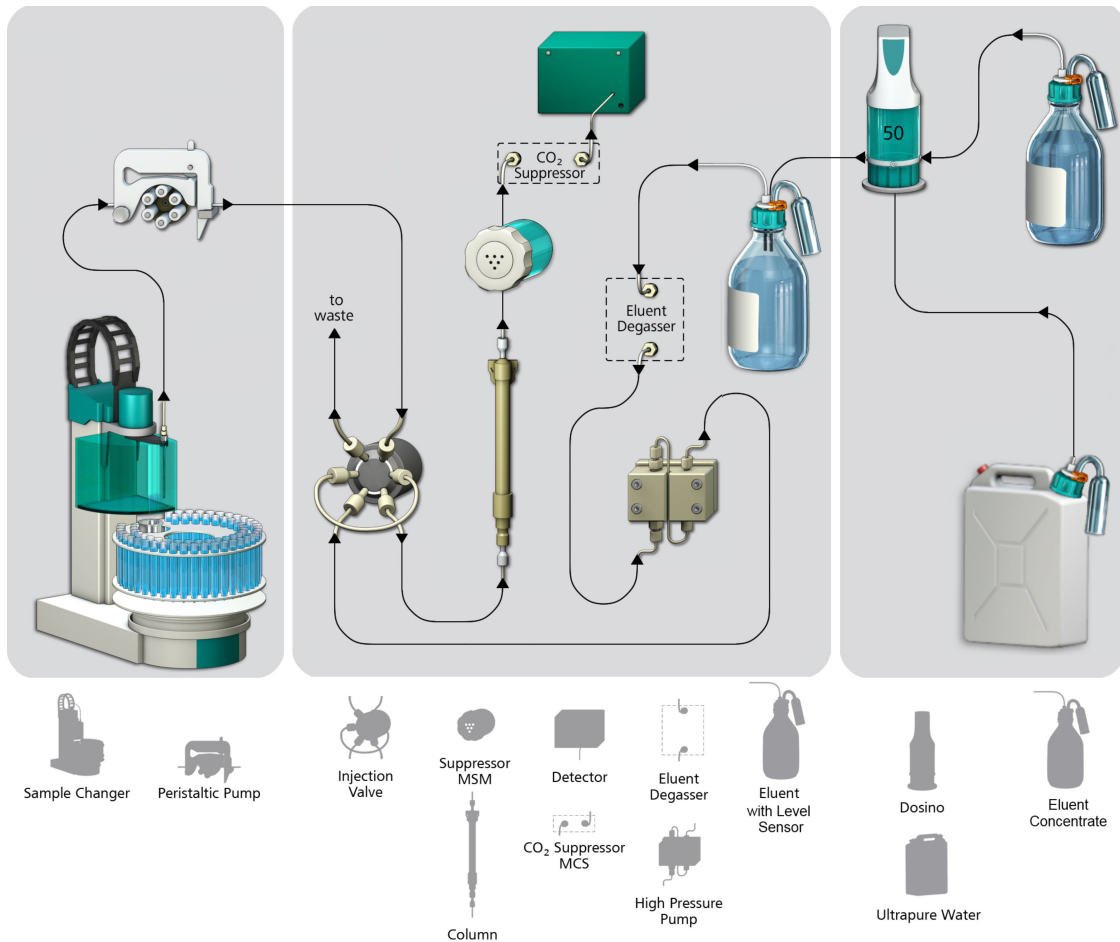 50
CO₂
Suppressor
to
waste
Eluent
Degasser
Sample Changer
Peristaltic Pump
Injection
Valve
Suppressor
MSM
Column
Detector
CO₂ Suppressor
MCS
Eluent
Degasser
High Pressure
Pump
Eluent
with Level
Sensor
Dosino
Ultrapure Water
Eluent
Concentrate